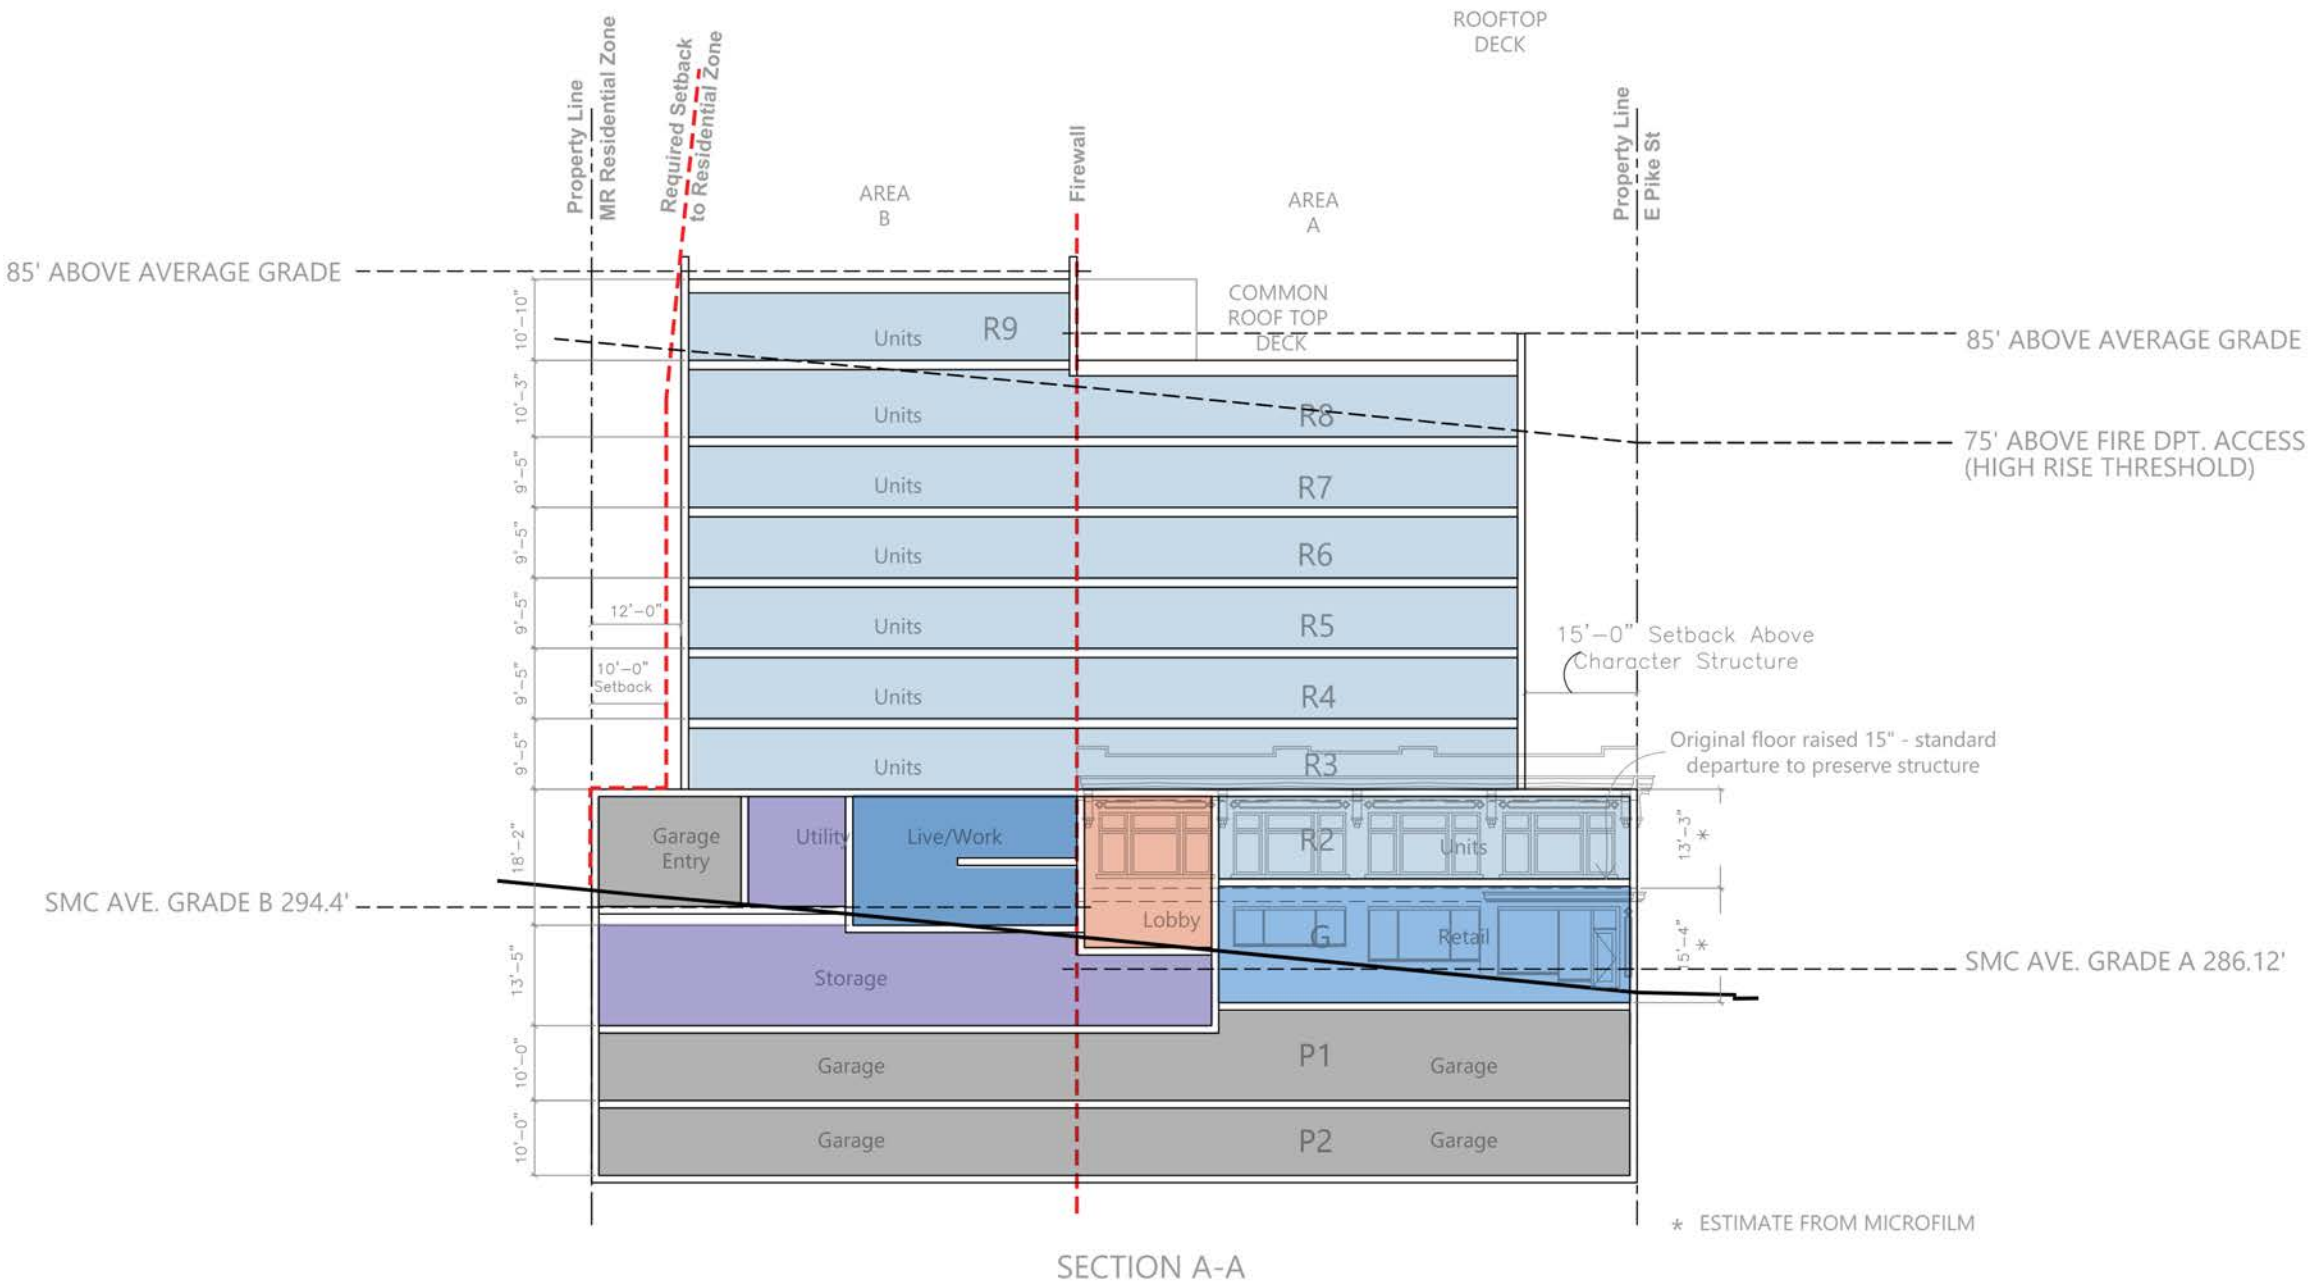 ROOFTOP
DECK
Property Line
MR Residential Zone
Required Setback
to Residential Zone
Firewall
Property Line
E Pike St
AREA
B
AREA
A
85' ABOVE AVERAGE GRADE
COMMON
ROOF TOP
DECK
85' ABOVE AVERAGE GRADE
10'-10"
Units
R9
10'-3"
Units
R8
75' ABOVE FIRE DPT. ACCESS
(HIGH RISE THRESHOLD)
9'-5"
Units
R7
9'-5"
Units
R6
9'-5"
12'-0"
Units
R5
15'-0" Setback Above
Character Structure
9'-5"
10'-0"
Setback
Units
R4
9'-5"
Units
R3
Original floor raised 15" - standard
departure to preserve structure
18'-2"
Garage
Entry
Utility
Live/Work
R2
Units
13'-3"
*
SMC AVE. GRADE B 294.4'
Lobby
G
Retail
15'-4"
*
SMC AVE. GRADE A 286.12'
13'-5"
Storage
10'-0"
Garage
P1
Garage
10'-0"
Garage
P2
Garage
* ESTIMATE FROM MICROFILM
SECTION A-A